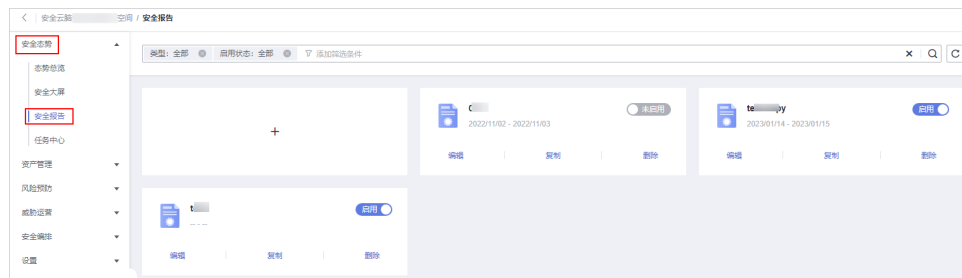 安全云脑 空间 / 安全报告
安全态势
态势总览
安全大屏
安全报告
任务中心
资产管理
风险预防
威胁运营
安全编排
设置
类型: 全部 启用状态: 全部 添加筛选条件
未启用
2022/11/02 - 2022/11/03
编辑 复制 删除
te py 启用
2023/01/14 - 2023/01/15
编辑 复制 删除
t 启用
-- - --
编辑 复制 删除